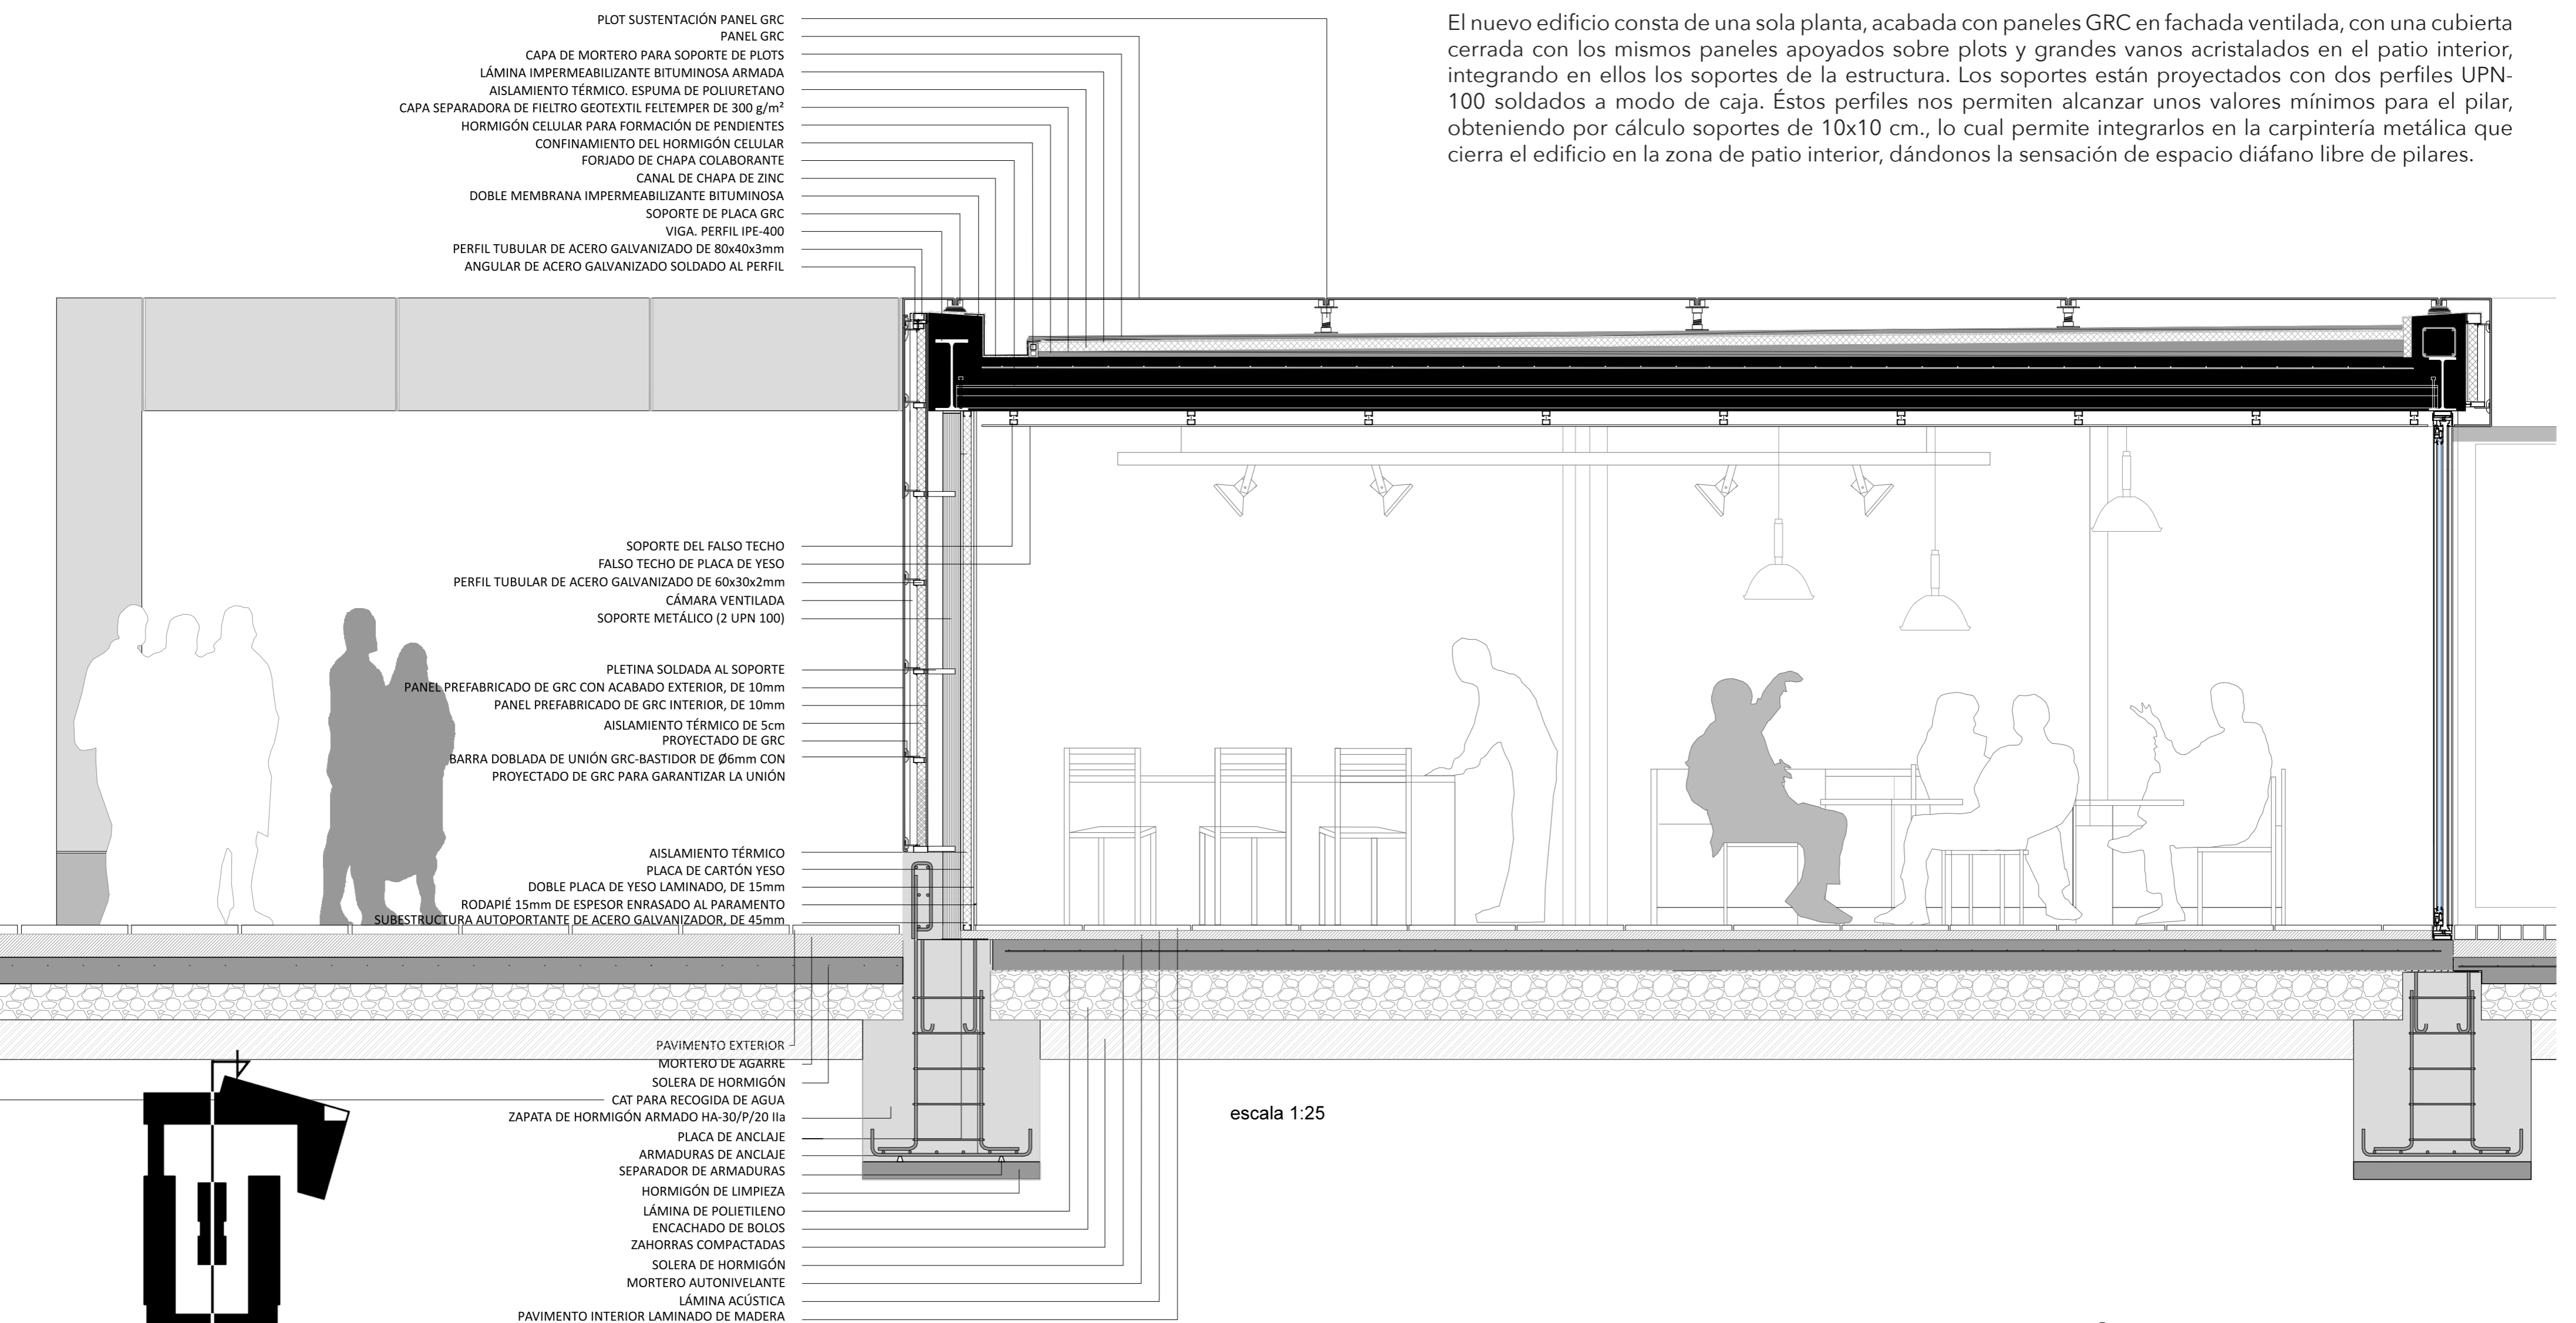 PLOT SUSTENTACIÓN PANEL GRC
PANEL GRC
CAPA DE MORTERO PARA SOPORTE DE PLOTS
LÁMINA IMPERMEABILIZANTE BITUMINOSA ARMADA
AISLAMIENTO TÉRMICO. ESPUMA DE POLIURETANO
CAPA SEPARADORA DE FIELTRO GEOTEXTIL FELTEMPER DE 300 g/m²
HORMIGÓN CELULAR PARA FORMACIÓN DE PENDIENTES
CONFINAMIENTO DEL HORMIGÓN CELULAR
FORJADO DE CHAPA COLABORANTE
CANAL DE CHAPA DE ZINC
DOBLE MEMBRANA IMPERMEABILIZANTE BITUMINOSA
SOPORTE DE PLACA GRC
VIGA. PERFIL IPE-400
PERFIL TUBULAR DE ACERO GALVANIZADO DE 80x40x3mm
ANGULAR DE ACERO GALVANIZADO SOLDADO AL PERFIL
El nuevo edificio consta de una sola planta, acabada con paneles GRC en fachada ventilada, con una cubierta
cerrada con los mismos paneles apoyados sobre plots y grandes vanos acristalados en el patio interior,
integrando en ellos los soportes de la estructura. Los soportes están proyectados con dos perfiles UPN-
100 soldados a modo de caja. Éstos perfiles nos permiten alcanzar unos valores mínimos para el pilar,
obteniendo por cálculo soportes de 10x10 cm., lo cual permite integrarlos en la carpintería metálica que
cierra el edificio en la zona de patio interior, dándonos la sensación de espacio diáfano libre de pilares.
SOPORTE DEL FALSO TECHO
FALSO TECHO DE PLACA DE YESO
PERFIL TUBULAR DE ACERO GALVANIZADO DE 60x30x2mm
CÁMARA VENTILADA
SOPORTE METÁLICO (2 UPN 100)
PLETINA SOLDADA AL SOPORTE
PANEL PREFABRICADO DE GRC CON ACABADO EXTERIOR, DE 10mm
PANEL PREFABRICADO DE GRC INTERIOR, DE 10mm
AISLAMIENTO TÉRMICO DE 5cm
PROYECTADO DE GRC
BARRA DOBLADA DE UNIÓN GRC-BASTIDOR DE Ø6mm CON
PROYECTADO DE GRC PARA GARANTIZAR LA UNIÓN
AISLAMIENTO TÉRMICO
PLACA DE CARTÓN YESO
DOBLE PLACA DE YESO LAMINADO, DE 15mm
RODAPIÉ 15mm DE ESPESOR ENRASADO AL PARAMENTO
SUBESTRUCTURA AUTOPORTANTE DE ACERO GALVANIZADOR, DE 45mm
PAVIMENTO EXTERIOR
MORTERO DE AGARRE
SOLERA DE HORMIGÓN
CAT PARA RECOGIDA DE AGUA
ZAPATA DE HORMIGÓN ARMADO HA-30/P/20 IIa
PLACA DE ANCLAJE
ARMADURAS DE ANCLAJE
SEPARADOR DE ARMADURAS
HORMIGÓN DE LIMPIEZA
LÁMINA DE POLIETILENO
ENCACHADO DE BOLOS
ZAHORRAS COMPACTADAS
SOLERA DE HORMIGÓN
MORTERO AUTONIVELANTE
LÁMINA ACÚSTICA
PAVIMENTO INTERIOR LAMINADO DE MADERA
escala 1:25